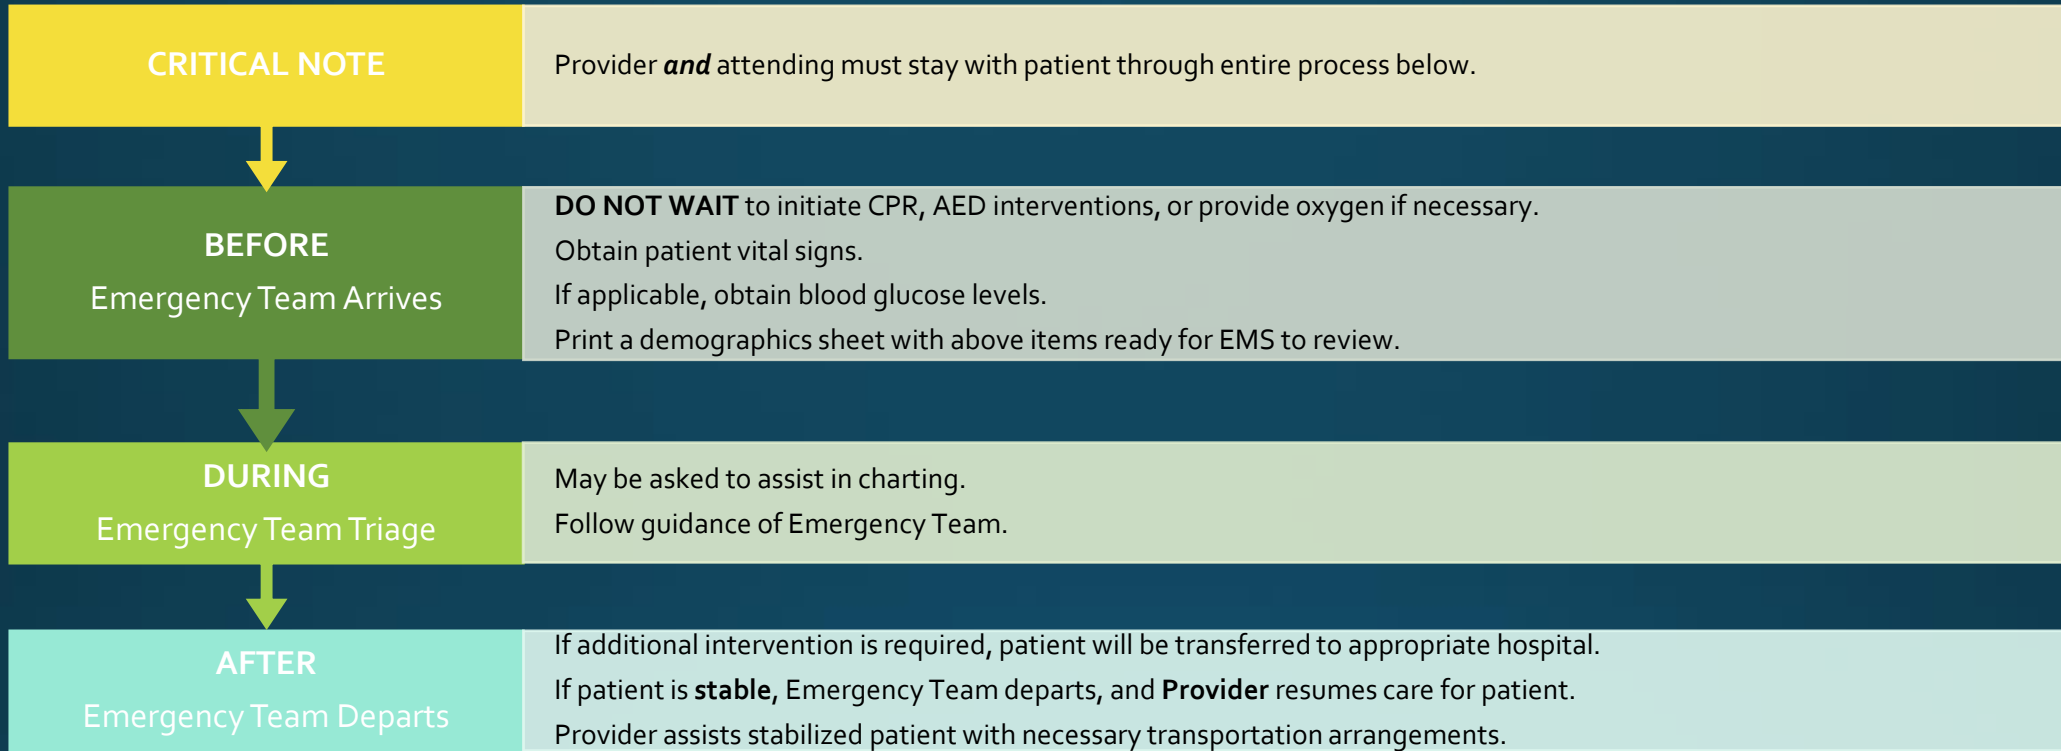 CRITICAL NOTE
Provider and attending must stay with patient through entire process below.
BEFORE
Emergency Team Arrives
DO NOT WAIT to initiate CPR, AED interventions, or provide oxygen if necessary.
Obtain patient vital signs.
If applicable, obtain blood glucose levels.
Print a demographics sheet with above items ready for EMS to review.
DURING
Emergency Team Triage
May be asked to assist in charting.
Follow guidance of Emergency Team.
AFTER
Emergency Team Departs
If additional intervention is required, patient will be transferred to appropriate hospital.
If patient is stable, Emergency Team departs, and Provider resumes care for patient.
Provider assists stabilized patient with necessary transportation arrangements.